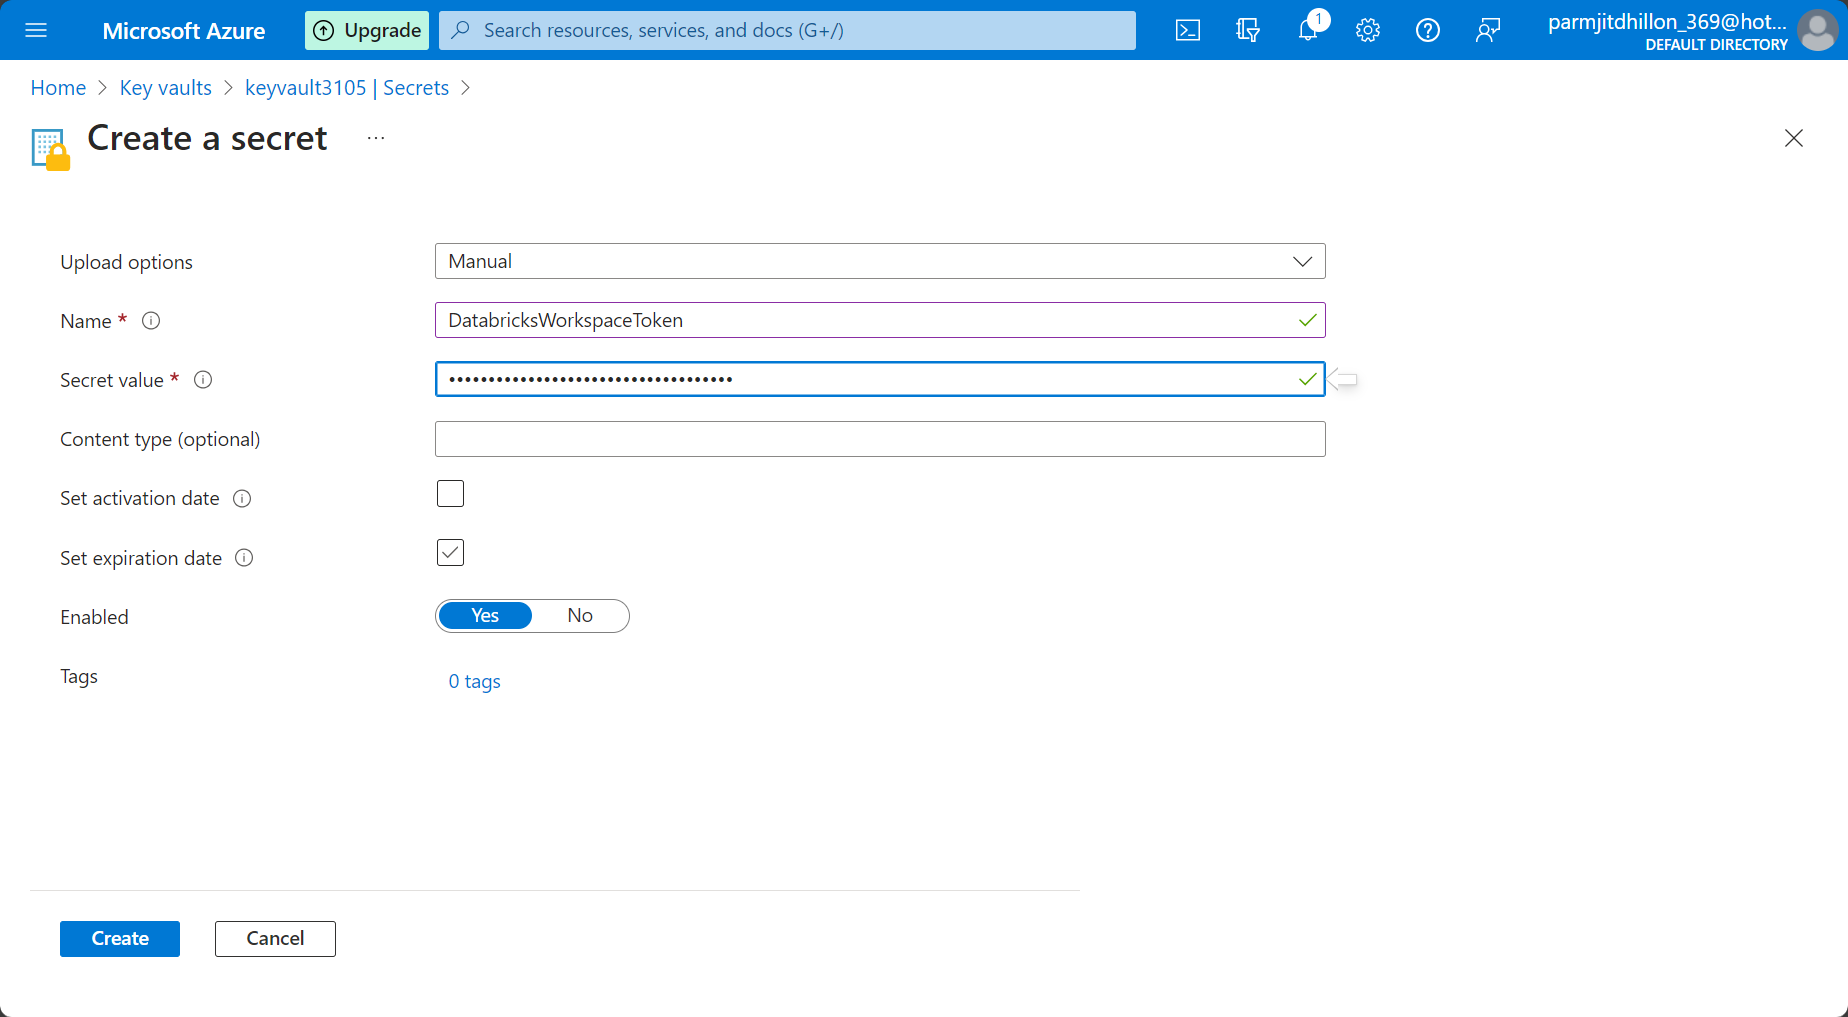 Microsoft Azure
Upgrade
Search resources, services, and docs (G+/)
1
parmjitdhillon_369@hot...
DEFAULT DIRECTORY
Home > Key vaults > keyvault3105 | Secrets >
Create a secret ...
Upload options
Manual
Name *
DatabricksWorkspaceToken
Secret value *
••••••••••••••••••••••••••••••••••••
Content type (optional)
Set activation date
Set expiration date
Enabled
Yes No
Tags
0 tags
Create
Cancel